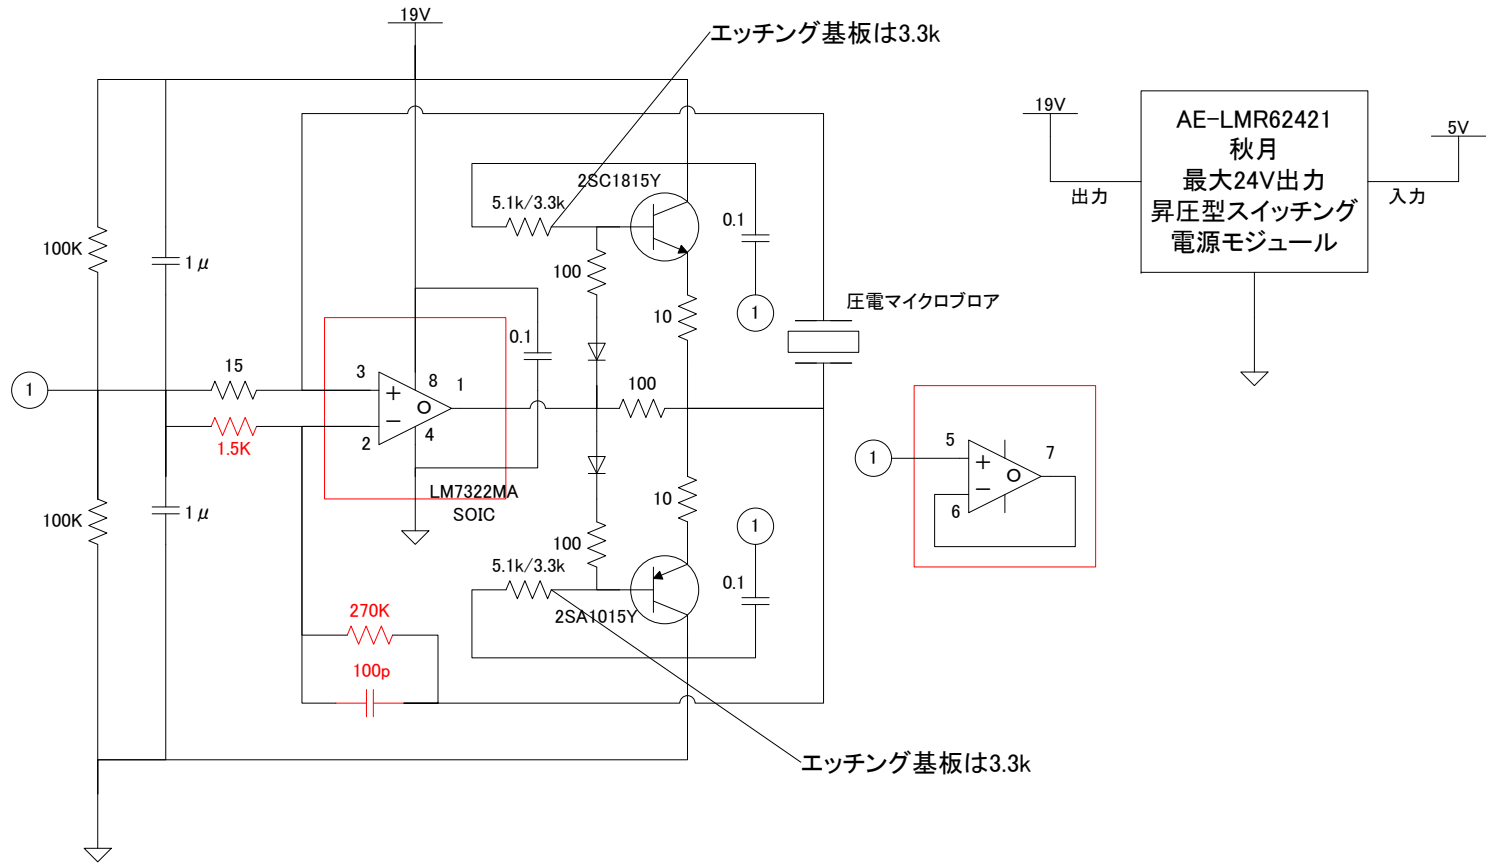 19V
エッチング基板は3.3k
19V
AE-LMR62421
秋月
最大24V出力
昇圧型スイッチング
電源モジュール
5V
出力
入力
2SC1815Y
5.1k/3.3k
0.1
100K
1μ
100
1
10
圧電マイクロブロア
0.1
15
3
8
1
1
100
+
O
−
2
4
1.5K
LM7322MA
SOIC
1
5
7
+
O
−
6
10
100K
1μ
100
1
5.1k/3.3k
0.1
2SA1015Y
270K
100p
エッチング基板は3.3k